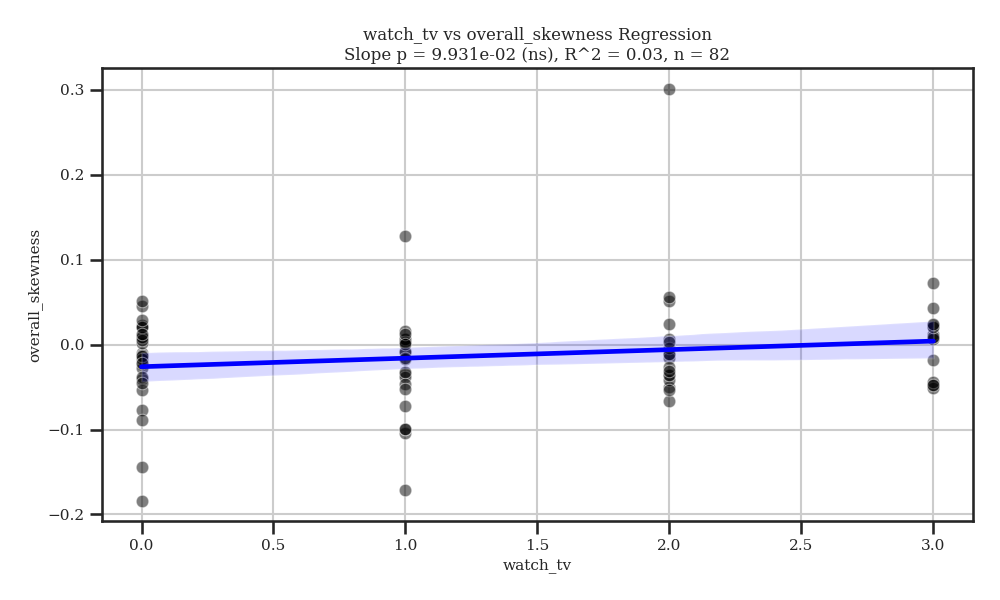 watch_tv vs overall_skewness Regression
Slope p = 9.931e-02 (ns), R^2 = 0.03, n = 82
0.3
0.2
0.1
0.0
−0.1
−0.2
overall_skewness
0.0 0.5 1.0 1.5 2.0 2.5 3.0
watch_tv